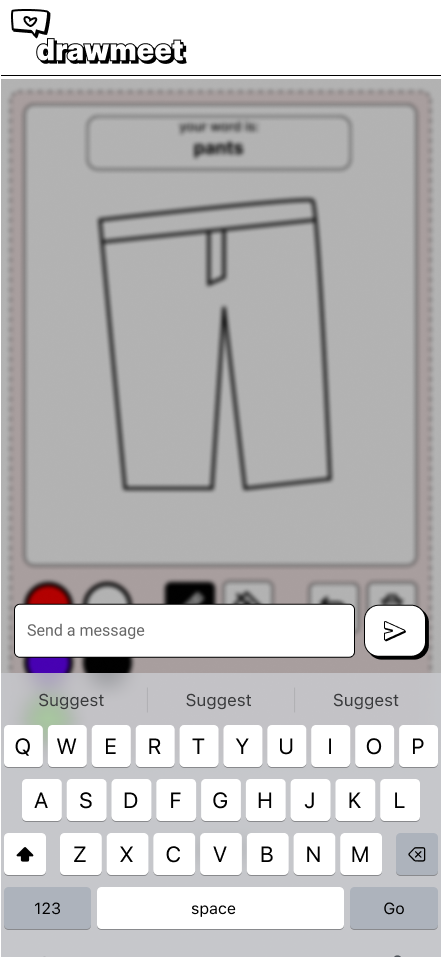 drawmeet
your word is:
pants
Send a message
Suggest Suggest Suggest
Q W E R T Y U I O P
A S D F G H J K L
Z X C V B N M
123 space Go